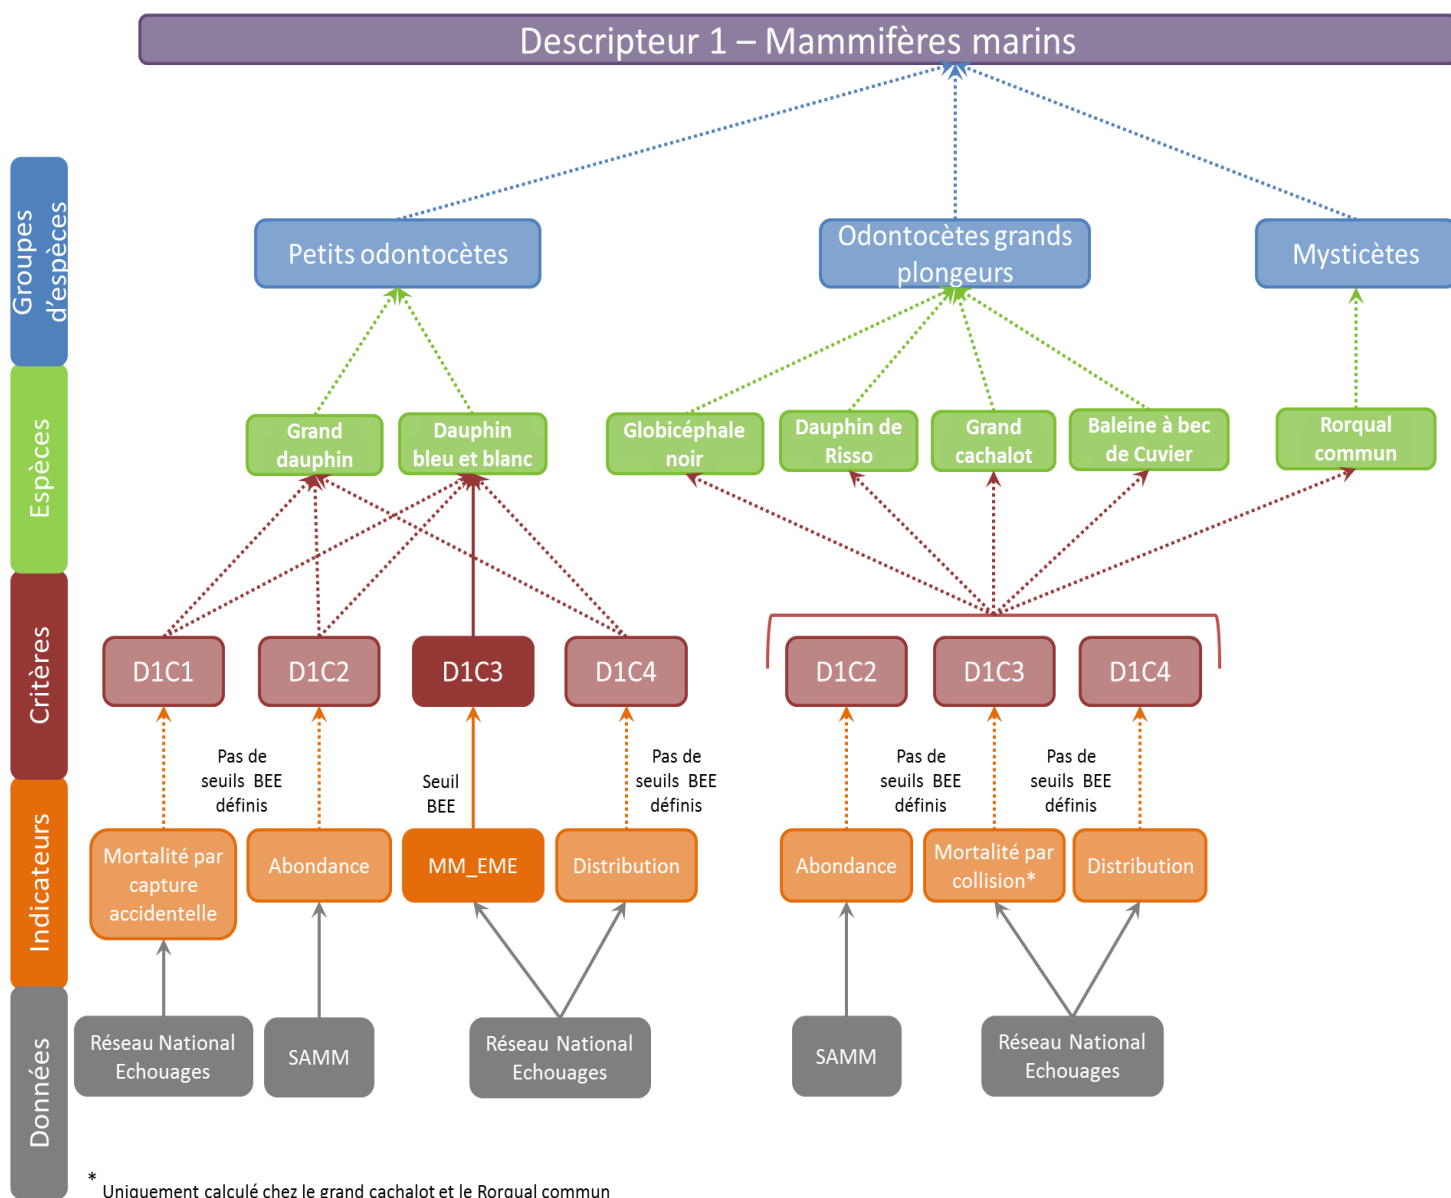 Descripteur 1 – Mammifères marins
Groupes
d'espèces
Petits odontocètes
Odontocètes grands
plongeurs
Mysticètes
Espèces
Grand
dauphin
Dauphin
bleu et blanc
Globicéphale
noir
Dauphin de
Risso
Grand
cachalot
Baleine à bec
de Cuvier
Rorqual
commun
Critères
D1C1
D1C2
D1C3
D1C4
D1C2
D1C3
D1C4
Pas de
seuils BEE
définis
Seuil
BEE
Pas de
seuils BEE
définis
Pas de
seuils BEE
définis
Pas de
seuils BEE
définis
Indicateurs
Mortalité par
capture
accidentelle
Abondance
MM_EME
Distribution
Abondance
Mortalité par
collision*
Distribution
Données
Réseau National
Echouages
SAMM
Réseau National
Echouages
SAMM
Réseau National
Echouages
* Uniquement calculé chez le grand cachalot et le Rorqual commun